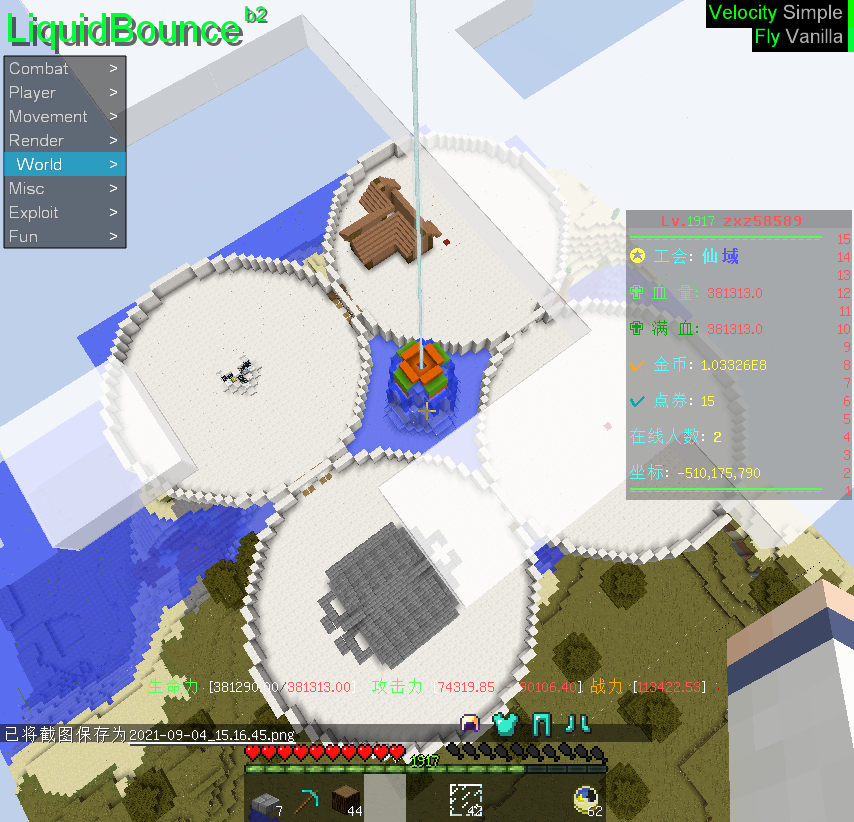 LiquidBounce b2
Velocity Simple
Fly Vanilla
Combat >
Player >
Movement >
Render >
World >
Misc >
Exploit >
Fun >
Lv.1917 zxz58589
15
工会: 仙域
14
13
血量: 381313.0
12
11
满血: 381313.0
10
9
金币: 1.03326E8
8
7
点券: 15
6
5
在线人数: 2
4
3
坐标: -510,175,790
2
1
生命力 [381290.00/381313.00] 攻击力 [74319.85 90106.40] 战力 [113422.53]
已将截图保存为2021-09-04_15.16.45.png
1917
7
44
42
62